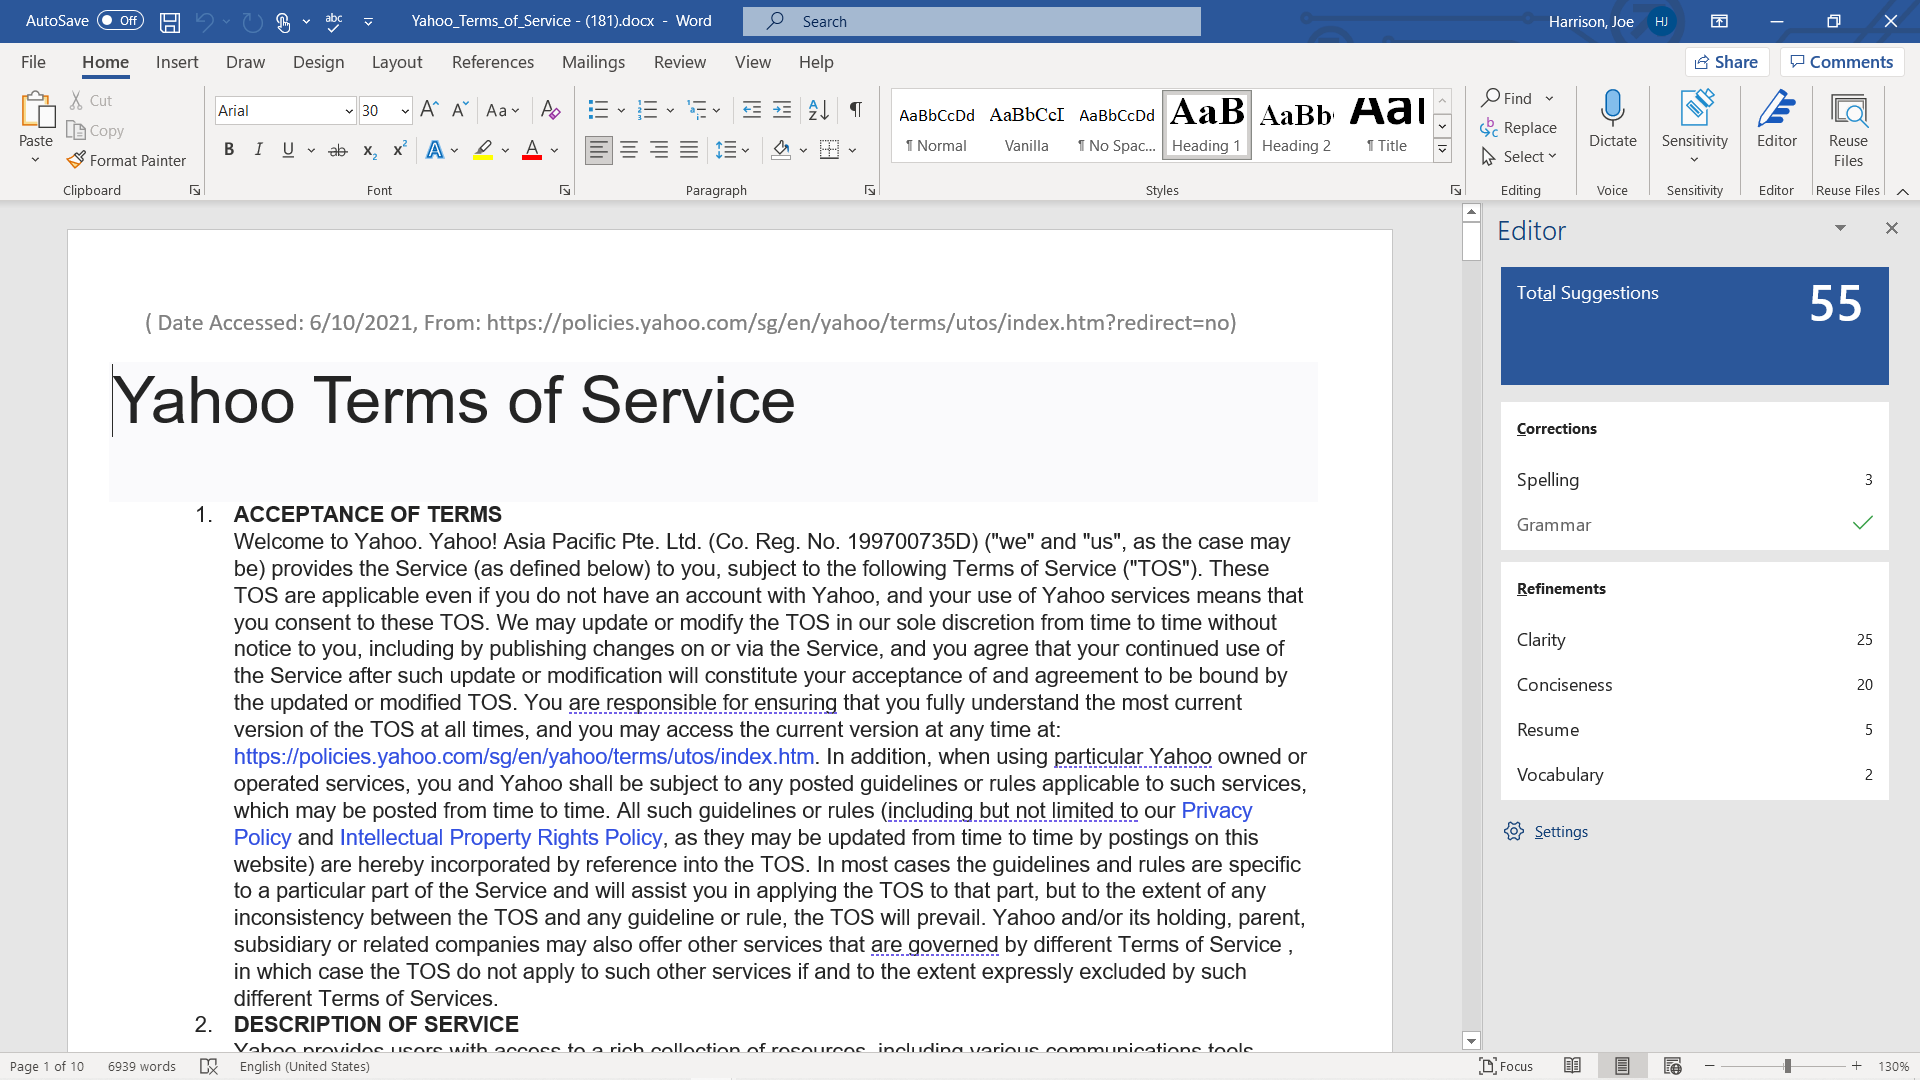 AutoSave Off abc Yahoo_Terms_of_Service - (181).docx - Word Search Harrison, Joe HJ
File Home Insert Draw Design Layout References Mailings Review View Help Share Comments
Paste Cut Copy Format Painter Clipboard
Arial 30 Aa B I U ab x₂ x² A A Font
Paragraph
AaBbCcDd ¶ Normal
AaBbCcI Vanilla
AaBbCcDd ¶ No Spac...
AaB Heading 1
AaBb Heading 2
AaI ¶ Title
Styles
Find Replace Select Editing
Dictate Voice
Sensitivity Sensitivity
Editor Editor
Reuse Files Reuse Files
( Date Accessed: 6/10/2021, From: https://policies.yahoo.com/sg/en/yahoo/terms/utos/index.htm?redirect=no)
Yahoo Terms of Service
1. ACCEPTANCE OF TERMS
Welcome to Yahoo. Yahoo! Asia Pacific Pte. Ltd. (Co. Reg. No. 199700735D) ("we" and "us", as the case may
be) provides the Service (as defined below) to you, subject to the following Terms of Service ("TOS"). These
TOS are applicable even if you do not have an account with Yahoo, and your use of Yahoo services means that
you consent to these TOS. We may update or modify the TOS in our sole discretion from time to time without
notice to you, including by publishing changes on or via the Service, and you agree that your continued use of
the Service after such update or modification will constitute your acceptance of and agreement to be bound by
the updated or modified TOS. You are responsible for ensuring that you fully understand the most current
version of the TOS at all times, and you may access the current version at any time at:
https://policies.yahoo.com/sg/en/yahoo/terms/utos/index.htm. In addition, when using particular Yahoo owned or
operated services, you and Yahoo shall be subject to any posted guidelines or rules applicable to such services,
which may be posted from time to time. All such guidelines or rules (including but not limited to our Privacy
Policy and Intellectual Property Rights Policy, as they may be updated from time to time by postings on this
website) are hereby incorporated by reference into the TOS. In most cases the guidelines and rules are specific
to a particular part of the Service and will assist you in applying the TOS to that part, but to the extent of any
inconsistency between the TOS and any guideline or rule, the TOS will prevail. Yahoo and/or its holding, parent,
subsidiary or related companies may also offer other services that are governed by different Terms of Service ,
in which case the TOS do not apply to such other services if and to the extent expressly excluded by such
different Terms of Services.
2. DESCRIPTION OF SERVICE
Yahoo provides users with access to a rich collection of resources, including various communications tools,
Editor
Total Suggestions 55
Corrections
Spelling 3
Grammar
Refinements
Clarity 25
Conciseness 20
Resume 5
Vocabulary 2
Settings
Page 1 of 10 6939 words English (United States) Focus 130%